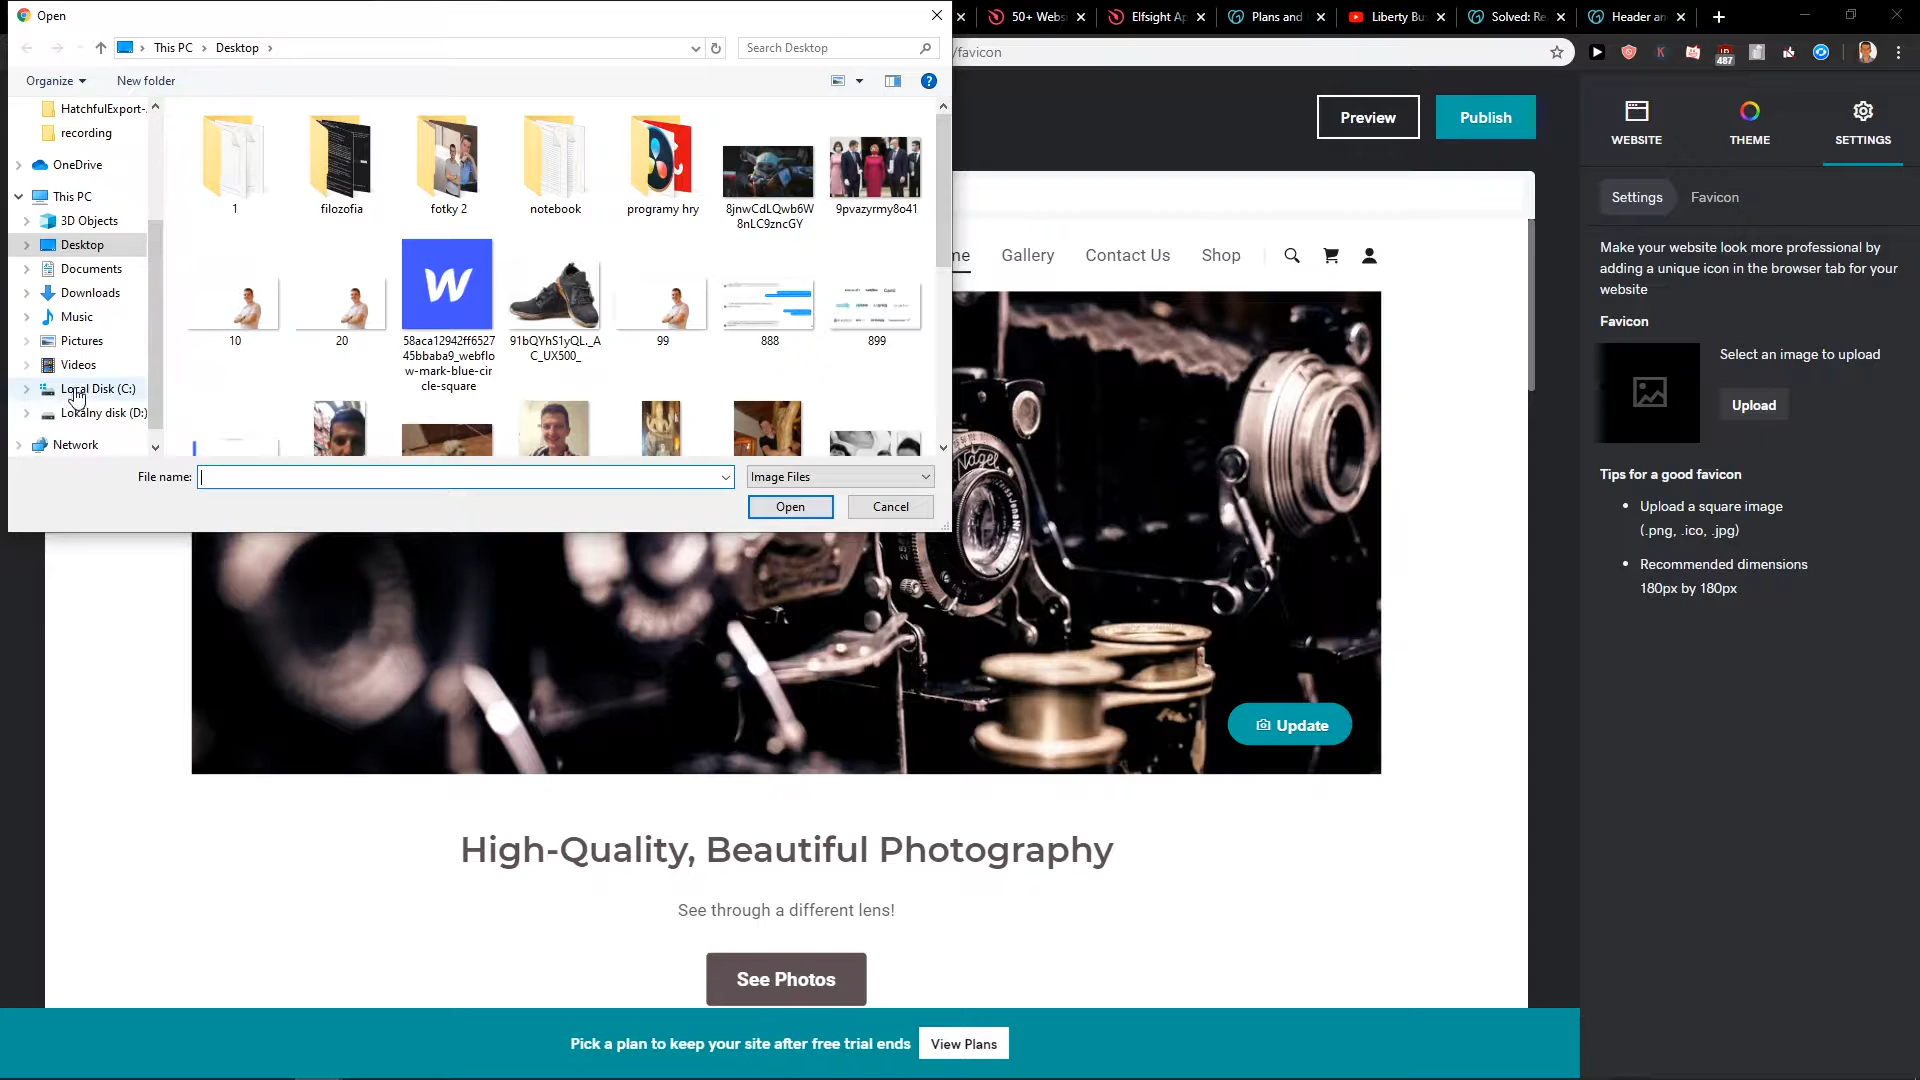 Open
This PC
Desktop
Search Desktop
Organize
New folder
HatchfulExport-
recording
OneDrive
This PC
3D Objects
Desktop
Documents
Downloads
Music
Pictures
Videos
Local Disk (C:)
Lokálny disk (D:)
Network
1
filozofia
fotky 2
notebook
programy hry
8jnwCdLQwb6W
8nLC9zncGY
9pvazyrmy8o41
10
20
58aca12942ff6527
45bbaba9_webflo
w-mark-blue-cir
cle-square
91bQYhS1yQL._A
C_UX500_
99
888
899
File name:
Image Files
Open
Cancel
50+ Webs
Elfsight Ap
Plans and
Liberty Bu
Solved: Re
Header an
/favicon
487
Preview
Publish
WEBSITE
THEME
SETTINGS
Settings
Favicon
Make your website look more professional by
adding a unique icon in the browser tab for your
website
Favicon
Select an image to upload
Upload
Tips for a good favicon
Upload a square image
(.png, .ico, .jpg)
Recommended dimensions
180px by 180px
me
Gallery
Contact Us
Shop
Nagel
Update
High-Quality, Beautiful Photography
See through a different lens!
See Photos
Pick a plan to keep your site after free trial ends
View Plans